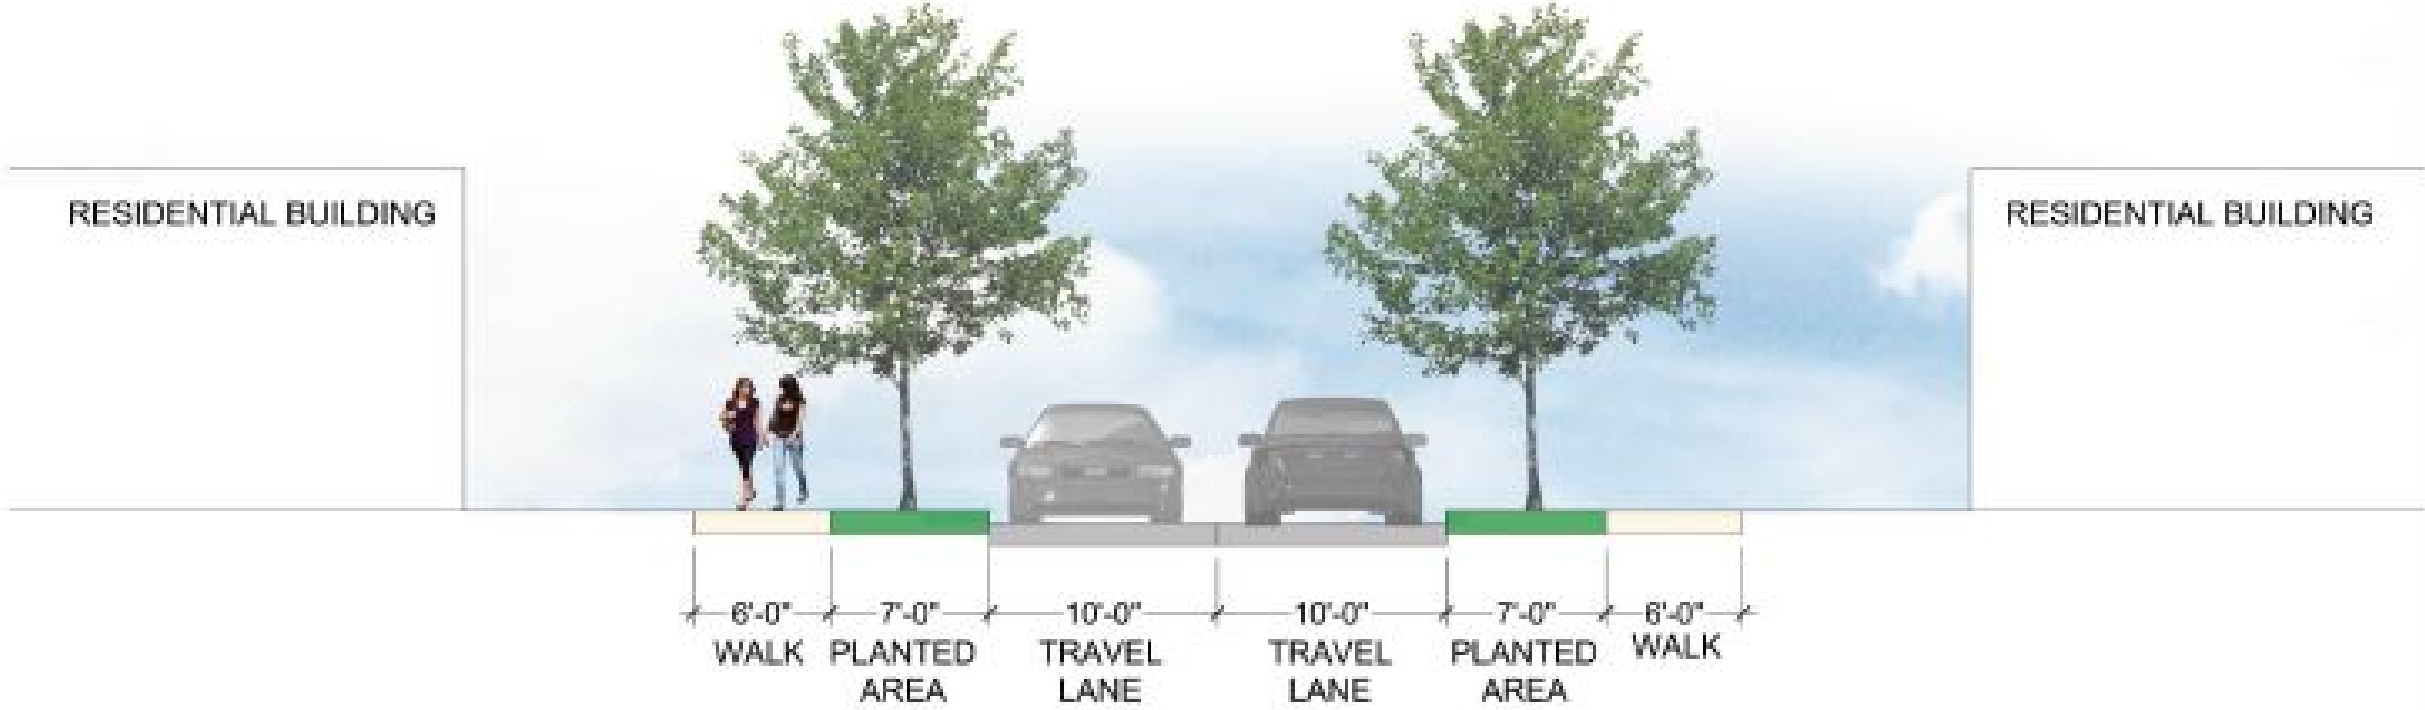 RESIDENTIAL BUILDING
RESIDENTIAL BUILDING
6'-0" 7'-0" 10'-0" 10'-0" 7'-0" 6'-0"
WALK PLANTED AREA TRAVEL LANE TRAVEL LANE PLANTED AREA WALK